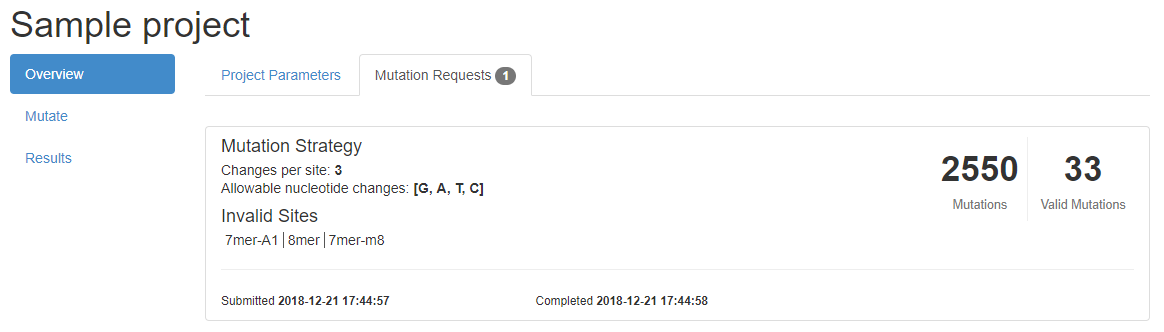 Sample project
Overview
Mutate
Results
Project Parameters
Mutation Requests 1
Mutation Strategy
Changes per site: 3
Allowable nucleotide changes: [G, A, T, C]
Invalid Sites
7mer-A1 | 8mer | 7mer-m8
2550
Mutations
33
Valid Mutations
Submitted 2018-12-21 17:44:57
Completed 2018-12-21 17:44:58